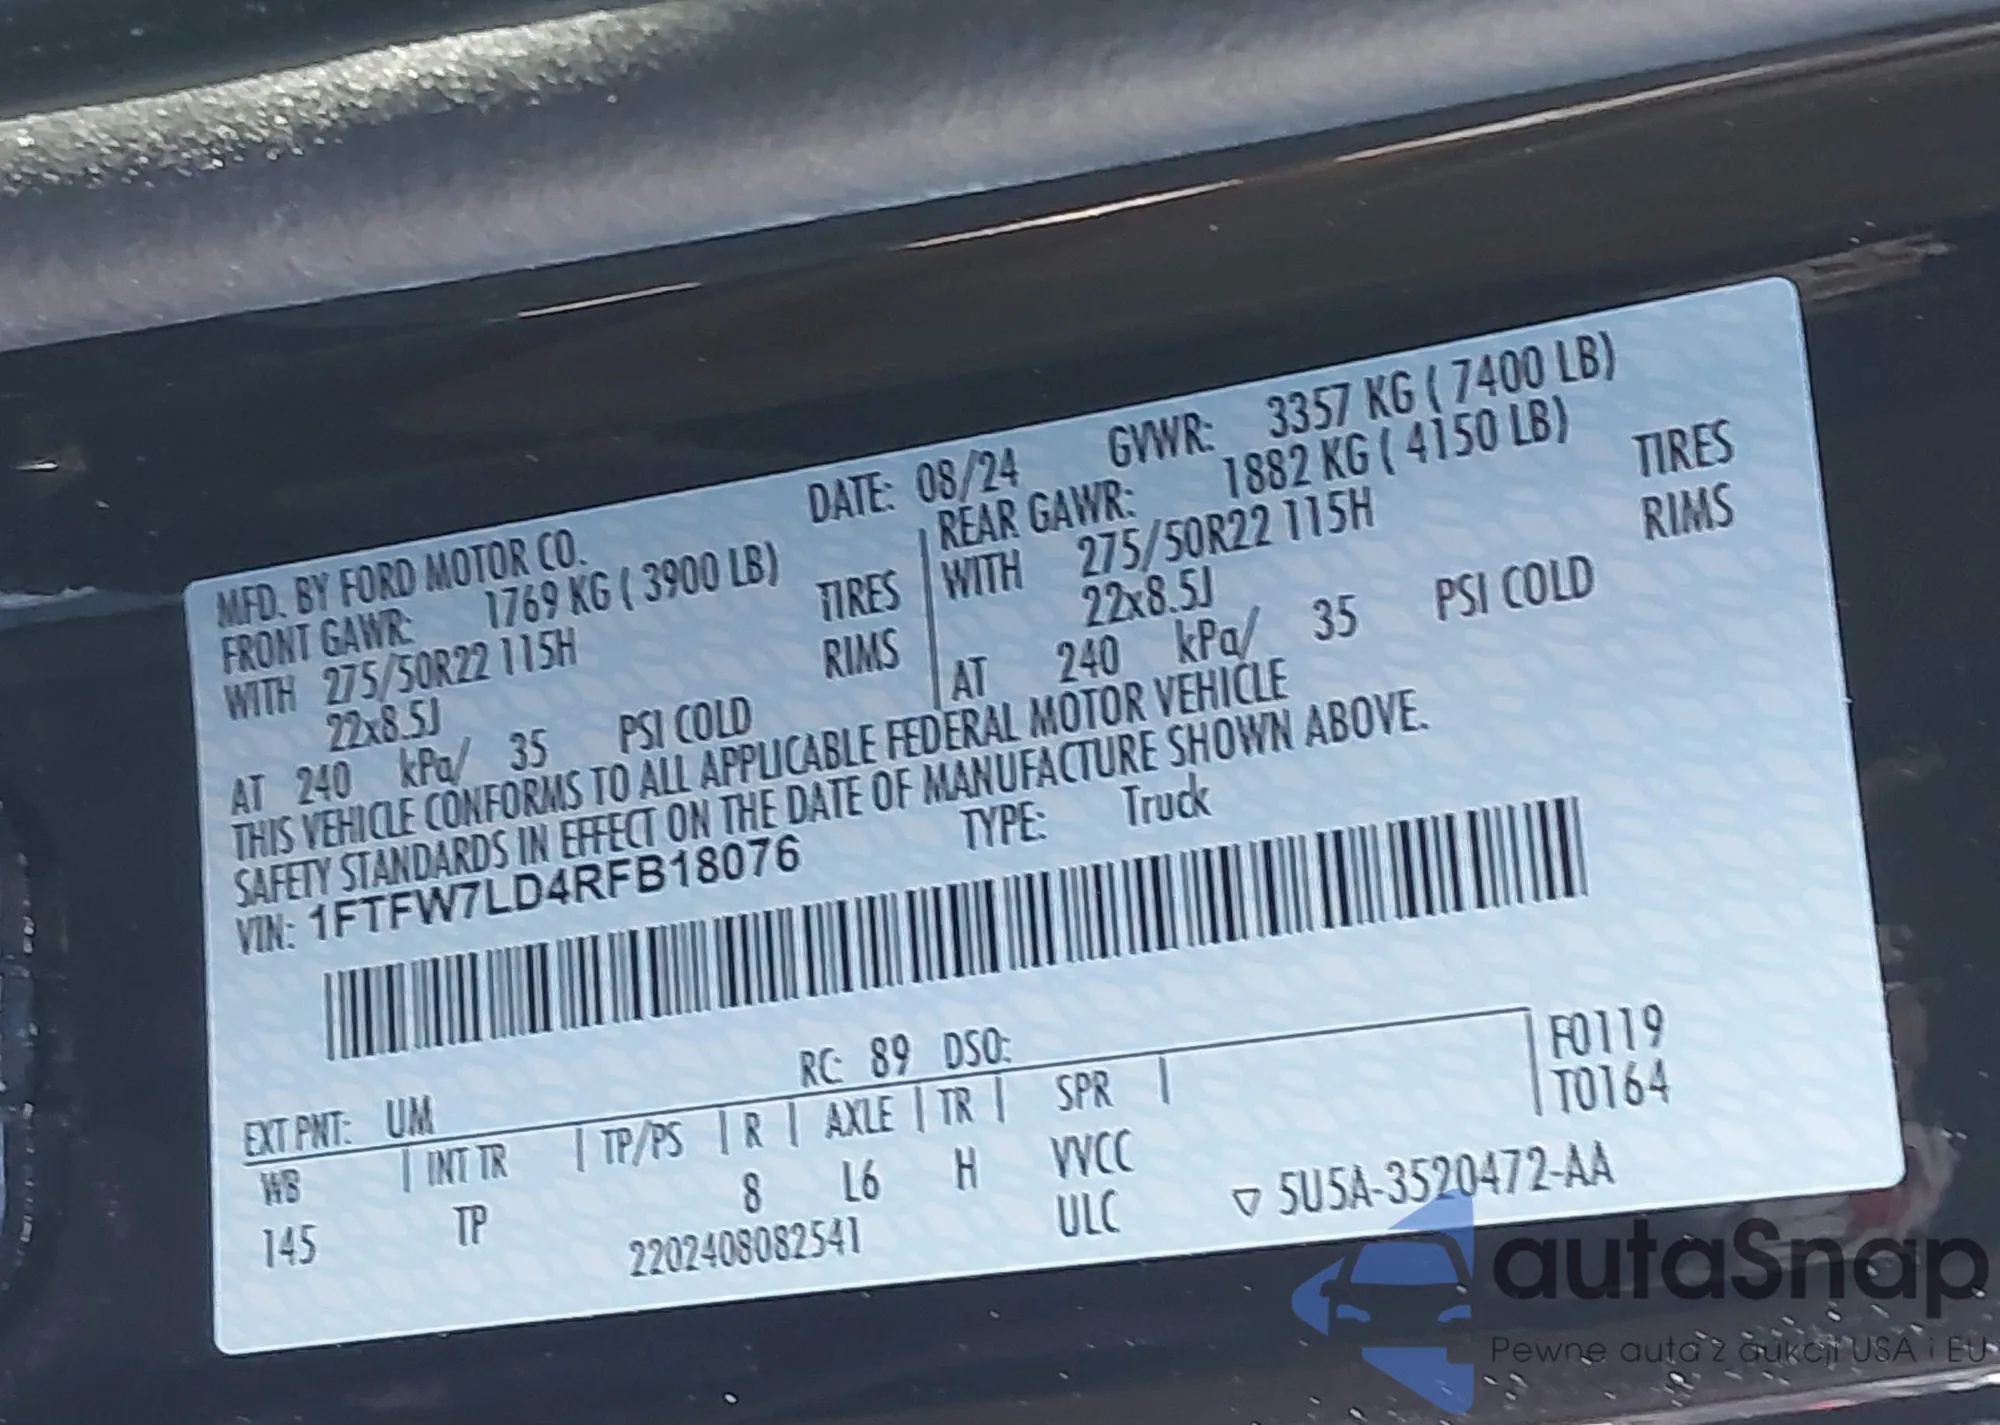 MFD. BY FORD MOTOR CO.
DATE: 08/24
GVWR: 3357 KG ( 7400 LB)
FRONT GAWR: 1769 KG ( 3900 LB)
WITH 275/50R22 115H TIRES
22x8.5J RIMS
AT 240 kPa/ 35 PSI COLD
REAR GAWR: 1882 KG ( 4150 LB)
WITH 275/50R22 115H TIRES
22x8.5J RIMS
AT 240 kPa/ 35 PSI COLD
THIS VEHICLE CONFORMS TO ALL APPLICABLE FEDERAL MOTOR VEHICLE
SAFETY STANDARDS IN EFFECT ON THE DATE OF MANUFACTURE SHOWN ABOVE.
VIN: 1FTFW7LD4RFB18076 TYPE: Truck
EXT PNT: UM RC: 89 DSO:
F0119
T0164
WB | INT TR | TP/PS | R | AXLE | TR | SPR |
145 TP 8 L6 H VVCC
2202408082541 ULC ▽ 5U5A-3520472-AA
autaSnap
Pewne auta z aukcji USA i EU